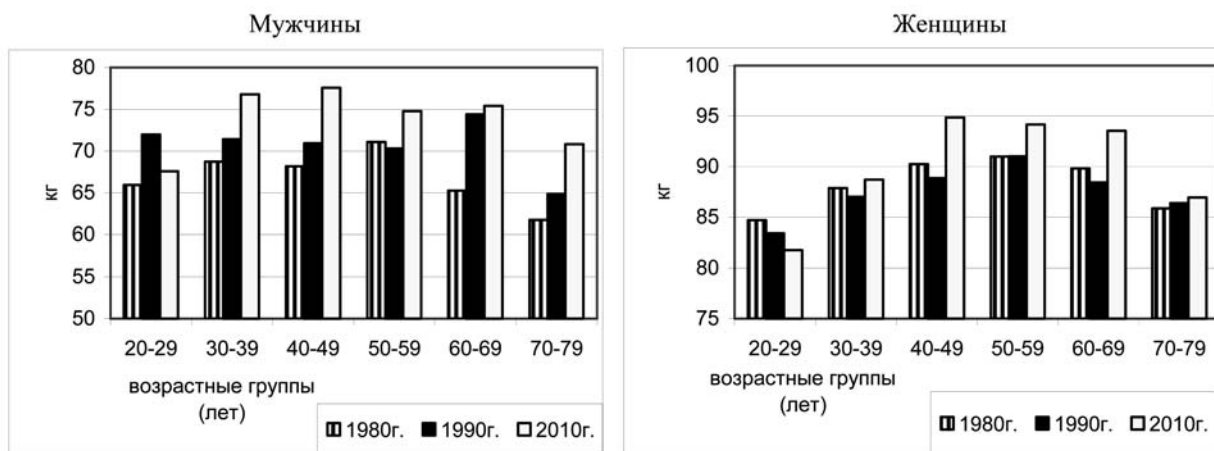 Мужчины
80
75
70
65
60
55
50
кг
20-29 30-39 40-49 50-59 60-69 70-79
возрастные группы
(лет)
1980г. 1990г. 2010г.
Женщины
100
95
90
85
80
75
кг
20-29 30-39 40-49 50-59 60-69 70-79
возрастные группы
(лет)
1980г. 1990г. 2010г.